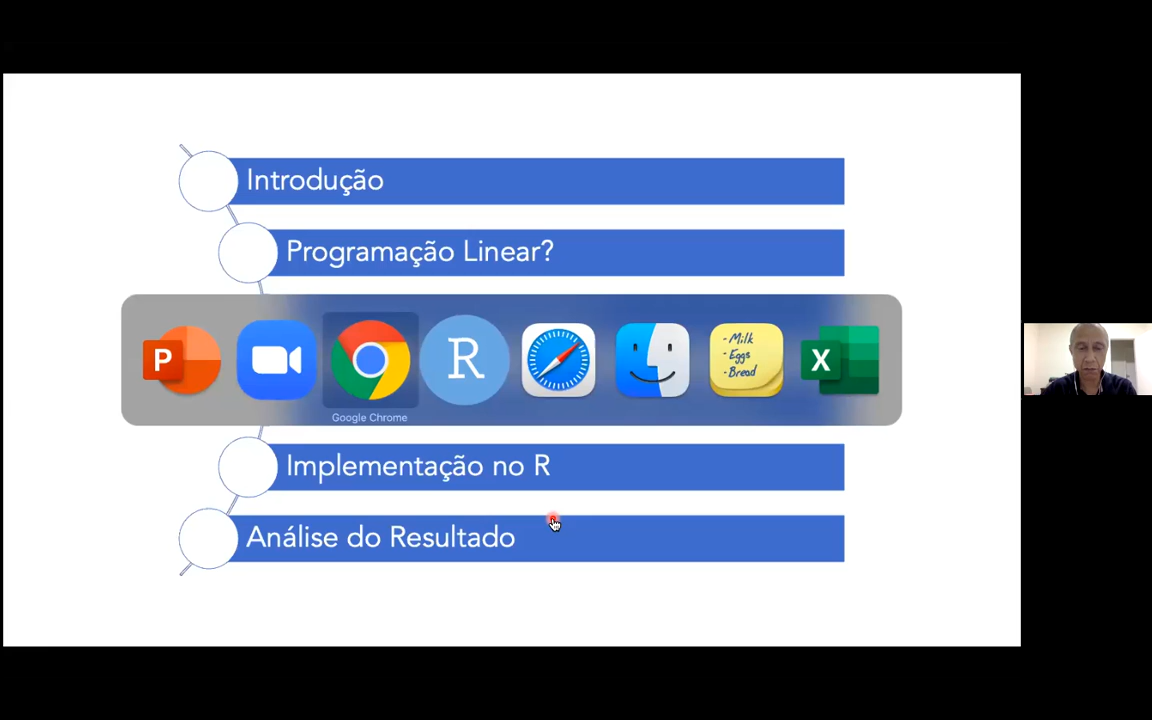 Introdução
Programação Linear?
P
R
- Milk
- Eggs
- Bread
X
Google Chrome
Implementação no R
Análise do Resultado